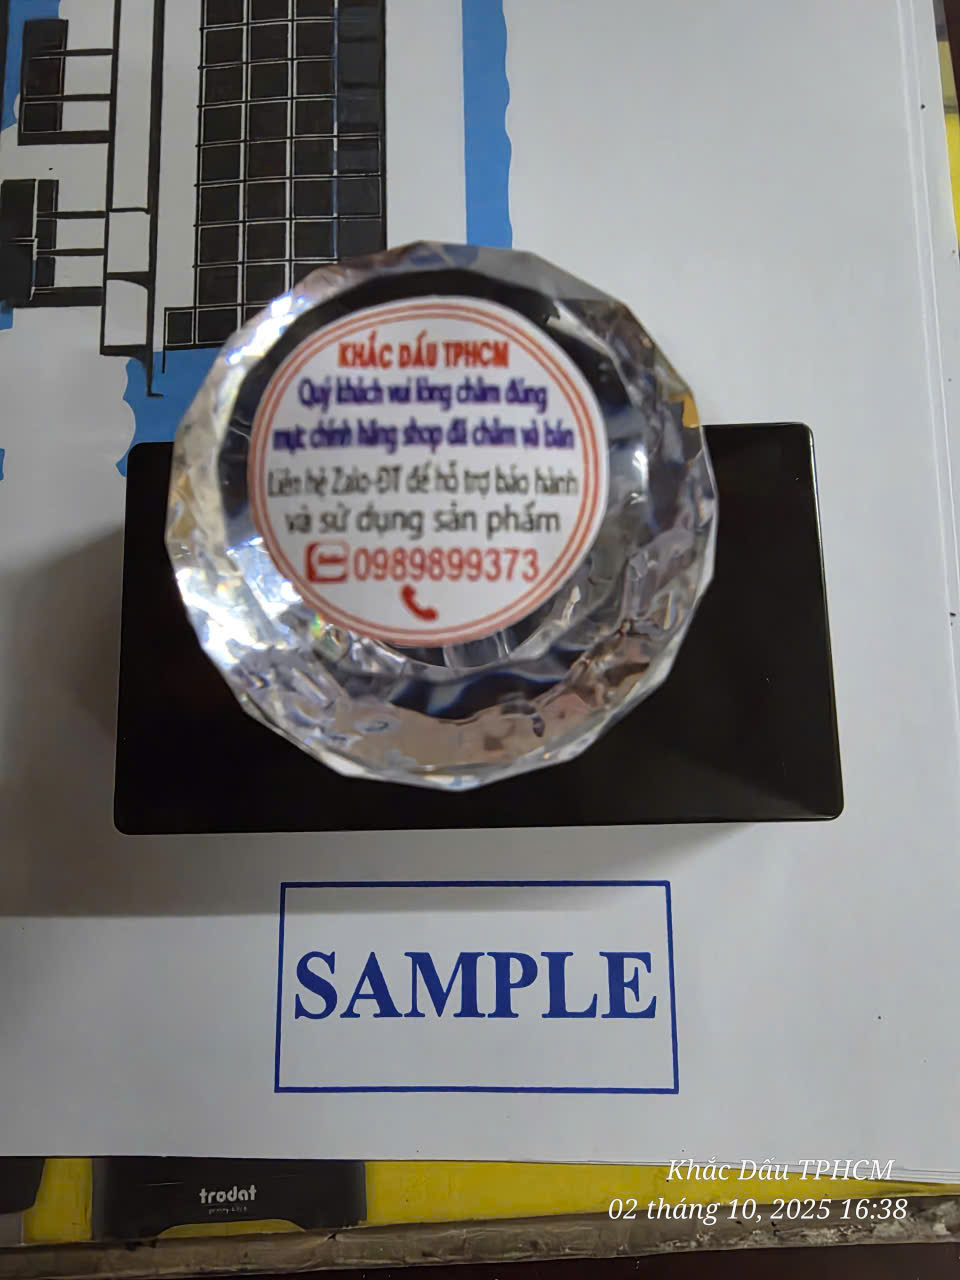 KHẮC DẤU TPHCM
Quý khách vui lòng châm đúng
mực chính hãng shop đã châm và bán
Liên hệ Zalo-ĐT để hỗ trợ bảo hành
và sử dụng sản phẩm
0989899373
SAMPLE
trodat
Khắc Dấu TPHCM
02 tháng 10, 2025 16:38